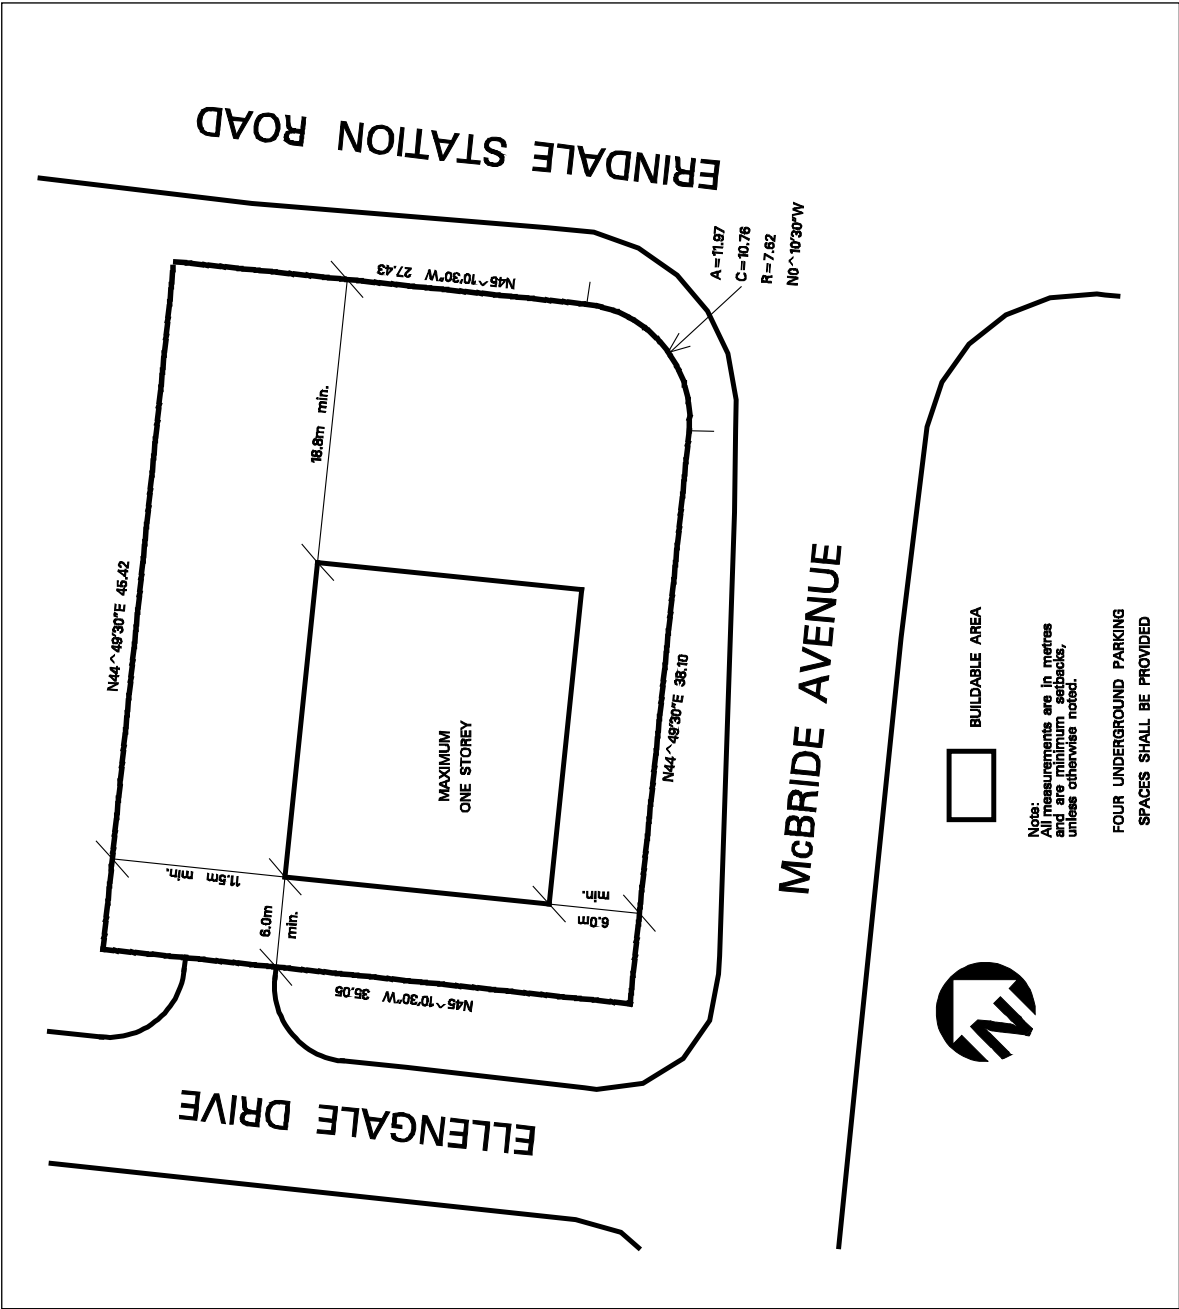 ERINDALE STATION ROAD
N45^10'30"W 27.43
A=11.97
C=10.76
R=7.62
N0^10'30"W
18.8m min.
N44^49'30"E 45.42
MAXIMUM
ONE STOREY
N44^49'30"E 38.10
11.5m min.
6.0m
min.
6.0m
min.
N45^10'30"W 35.05
ELLENGALE DRIVE
McBRIDE AVENUE
BUILDABLE AREA
Note:
All measurements are in metres
and are minimum setbacks,
unless otherwise noted.
FOUR UNDERGROUND PARKING
SPACES SHALL BE PROVIDED
N